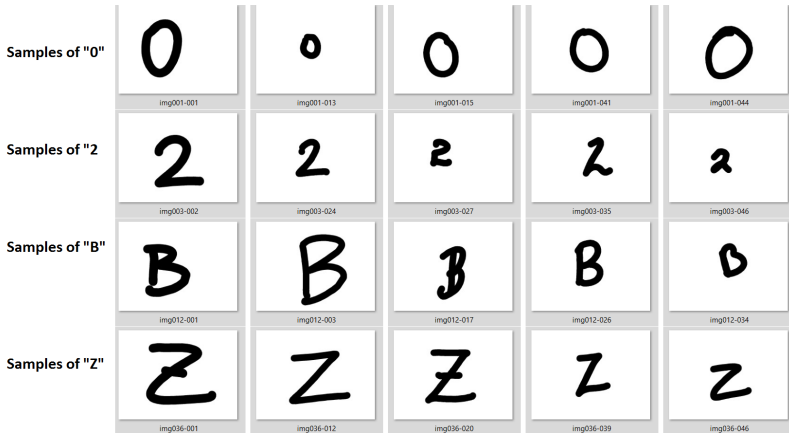 Samples of "0" 0 0 0 0 0
img001-001 img001-013 img001-015 img001-041 img001-044
Samples of "2 2 2 2 2 2
img003-002 img003-024 img003-027 img003-035 img003-046
Samples of "B" B B B B B
img012-001 img012-003 img012-017 img012-026 img012-034
Samples of "Z" Z Z Z Z Z
img036-001 img036-012 img036-020 img036-039 img036-046